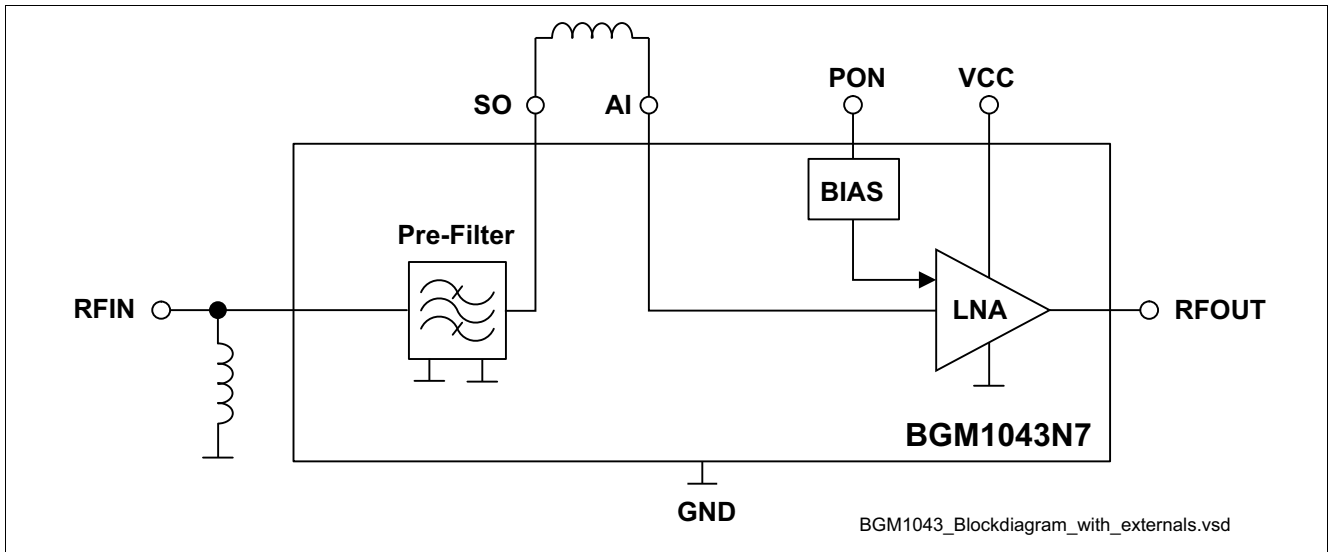 PON
VCC
SO
AI
BIAS
Pre-Filter
RFIN
LNA
RFOUT
BGM1043N7
GND
BGM1043_Blockdiagram_with_externals.vsd